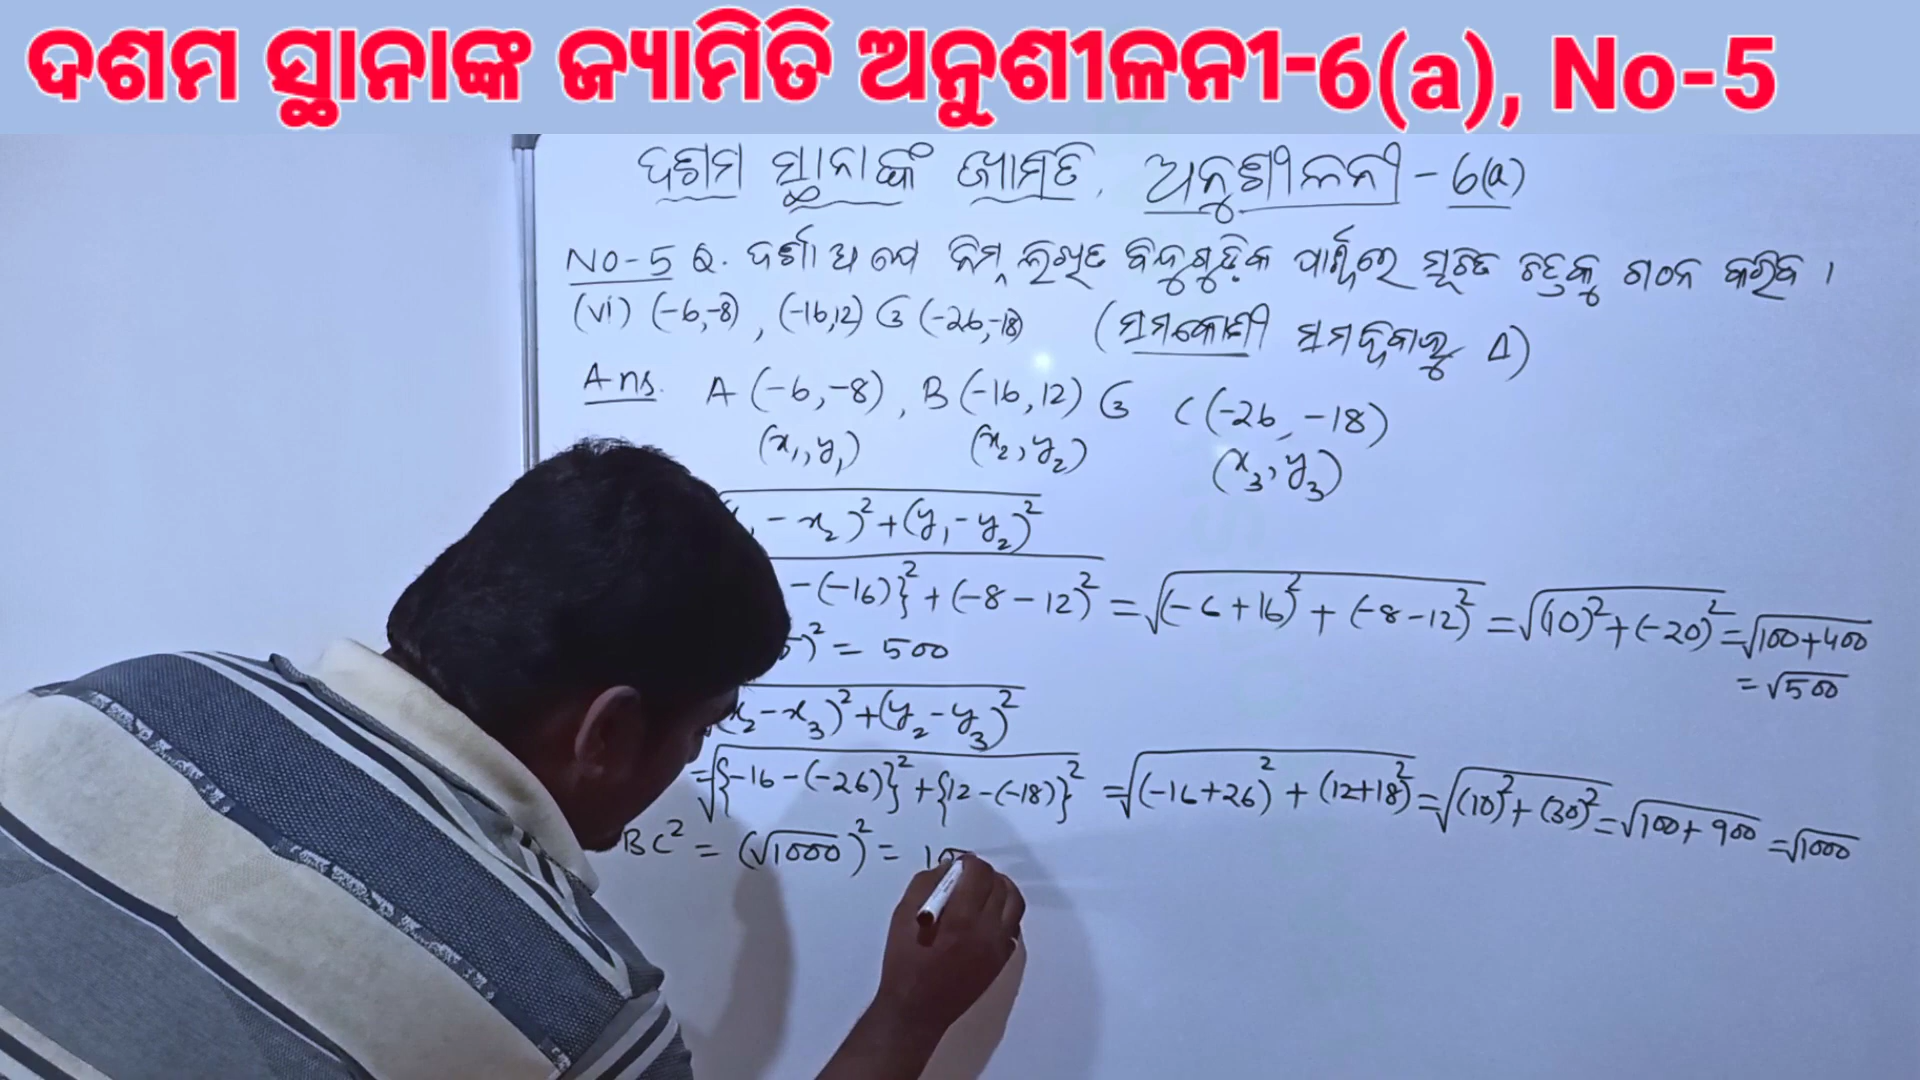 ଦଶମ ସ୍ଥାନାଙ୍କ ଜ୍ୟାମିତି ଅନୁଶୀଳନୀ-6(a), No-5
ଦଶମ ସ୍ଥାନାଙ୍କ ଜ୍ୟାମିତି, ଅନୁଶୀଳନୀ - 6(a)
NO-5 Q. ଦର୍ଶାଅ ଯେ ନିମ୍ନ ଲିଖିତ ବିନ୍ଦୁଗୁଡ଼ିକ ପାର୍ଶ୍ୱରେ ସୂଚିତ ଚିତ୍ରକୁ ଗଠନ କରିବ ।
(vi) (-6,-8), (-16,12) ଓ (-26,-18) (ସମକୋଣୀ ସମଦ୍ୱିବାହୁ Δ)
Ans. A (-6,-8), B (-16,12) ଓ C (-26,-18)
(x₁,y₁) (x₂,y₂) (x₃,y₃)
- x₂)²+(y₁-y₂)²
-(-16)}²+(-8-12)² = √(-6+16)²+(-8-12)² = √(10)²+(-20)² = √100+400
= √500
)² = 500
x₂-x₃)²+(y₂-y₃)²
=√{-16-(-26)}²+{12-(-18)}² = √(-16+26)²+(12+18)² = √(10)²+(30)² = √100+900 = √1000
BC² = (√1000)² = 10